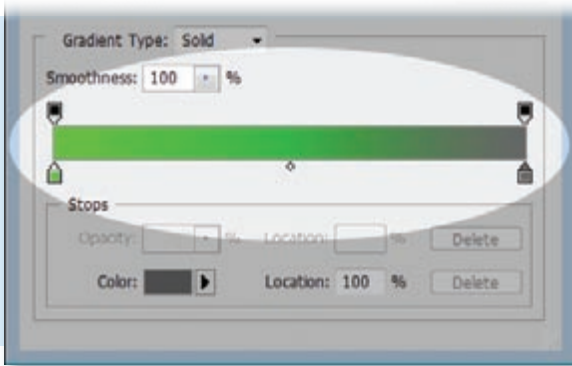 Gradient Type: Solid
Smoothness: 100 %
Stops
Opacity: % Location: % Delete
Color: Location: 100 % Delete